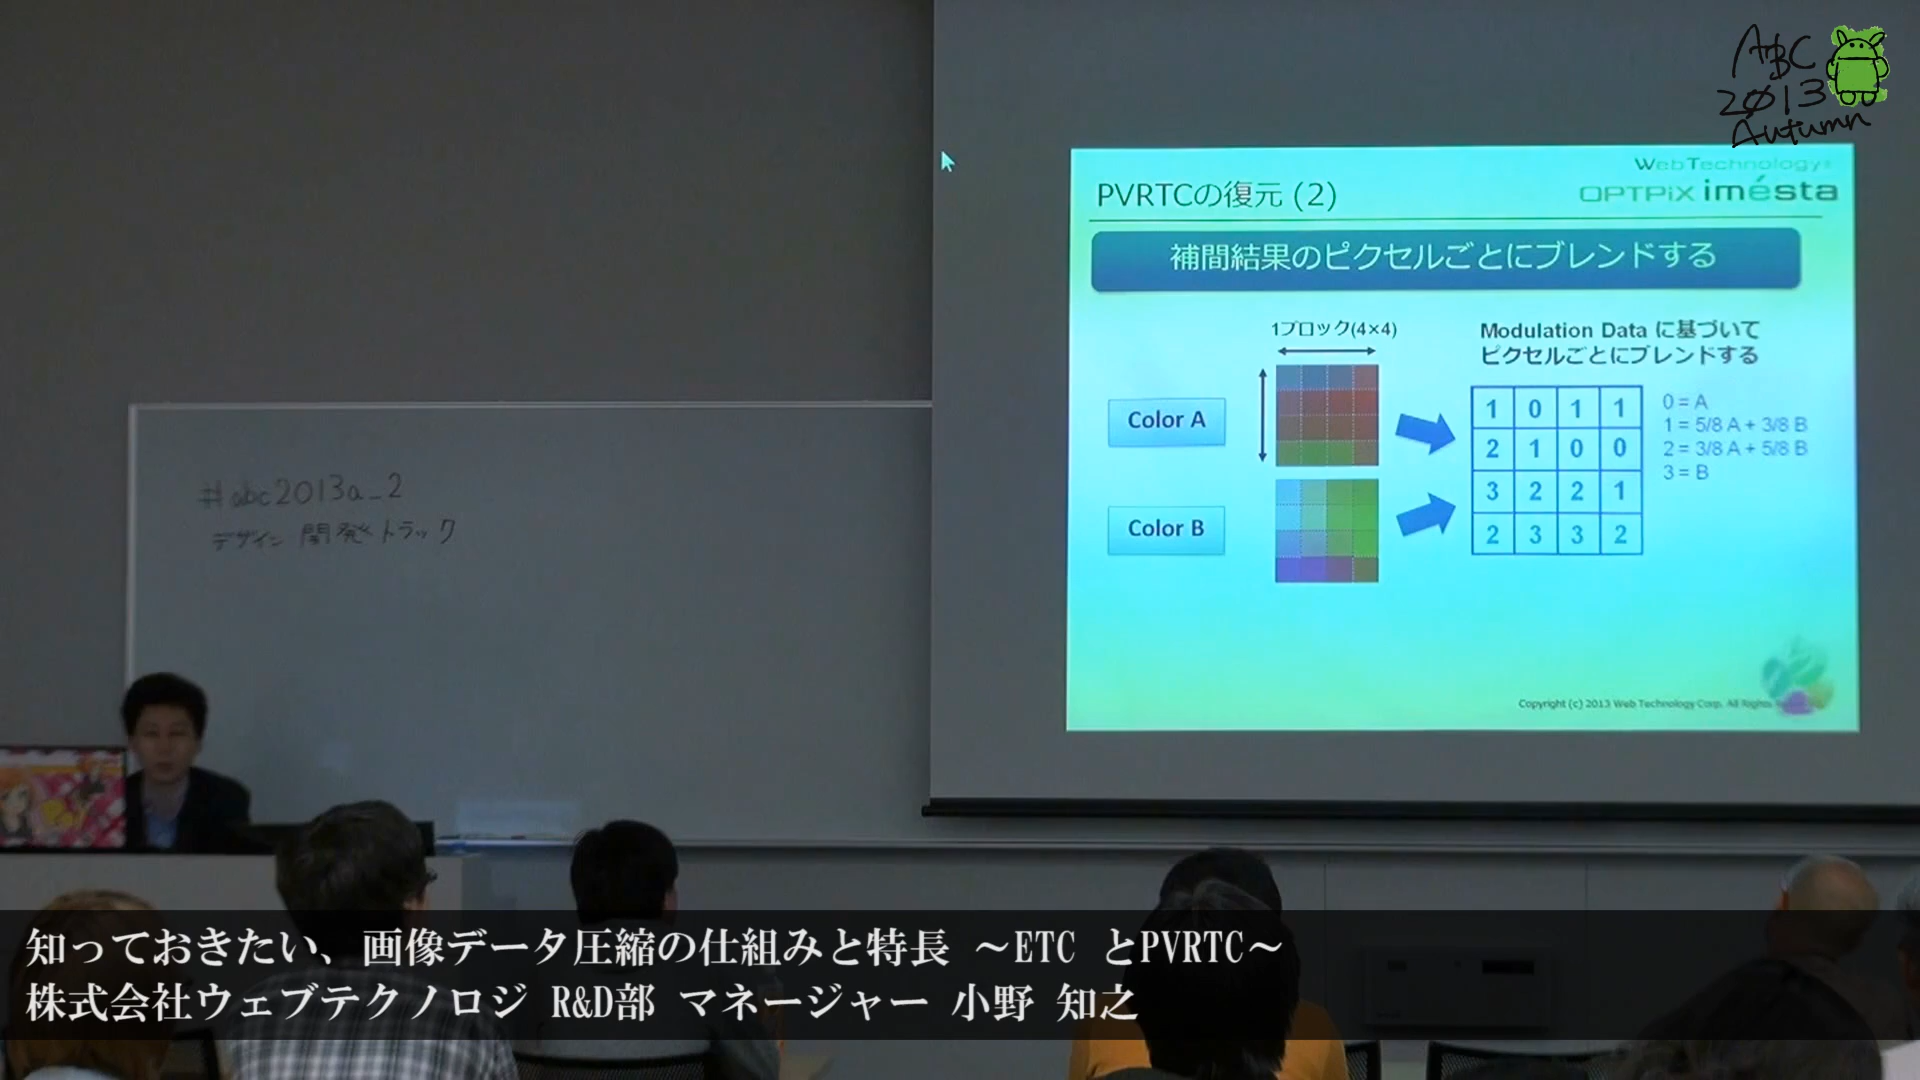 ABC
2013
Autumn
WebTechnology
OPTPiX imésta
PVRTCの復元 (2)
補間結果のピクセルごとにブレンドする
1ブロック(4×4)
Modulation Data に基づいて
ピクセルごとにブレンドする
Color A
Color B
1 0 1 1
2 1 0 0
3 2 2 1
2 3 3 2
0 = A
1 = 5/8 A + 3/8 B
2 = 3/8 A + 5/8 B
3 = B
Copyright (c) 2013 Web Technology Corp. All Rights
#abc2013a_2
デザイン 開発トラック
知っておきたい、画像データ圧縮の仕組みと特長 ～ETC とPVRTC～
株式会社ウェブテクノロジ R&D部 マネージャー 小野 知之